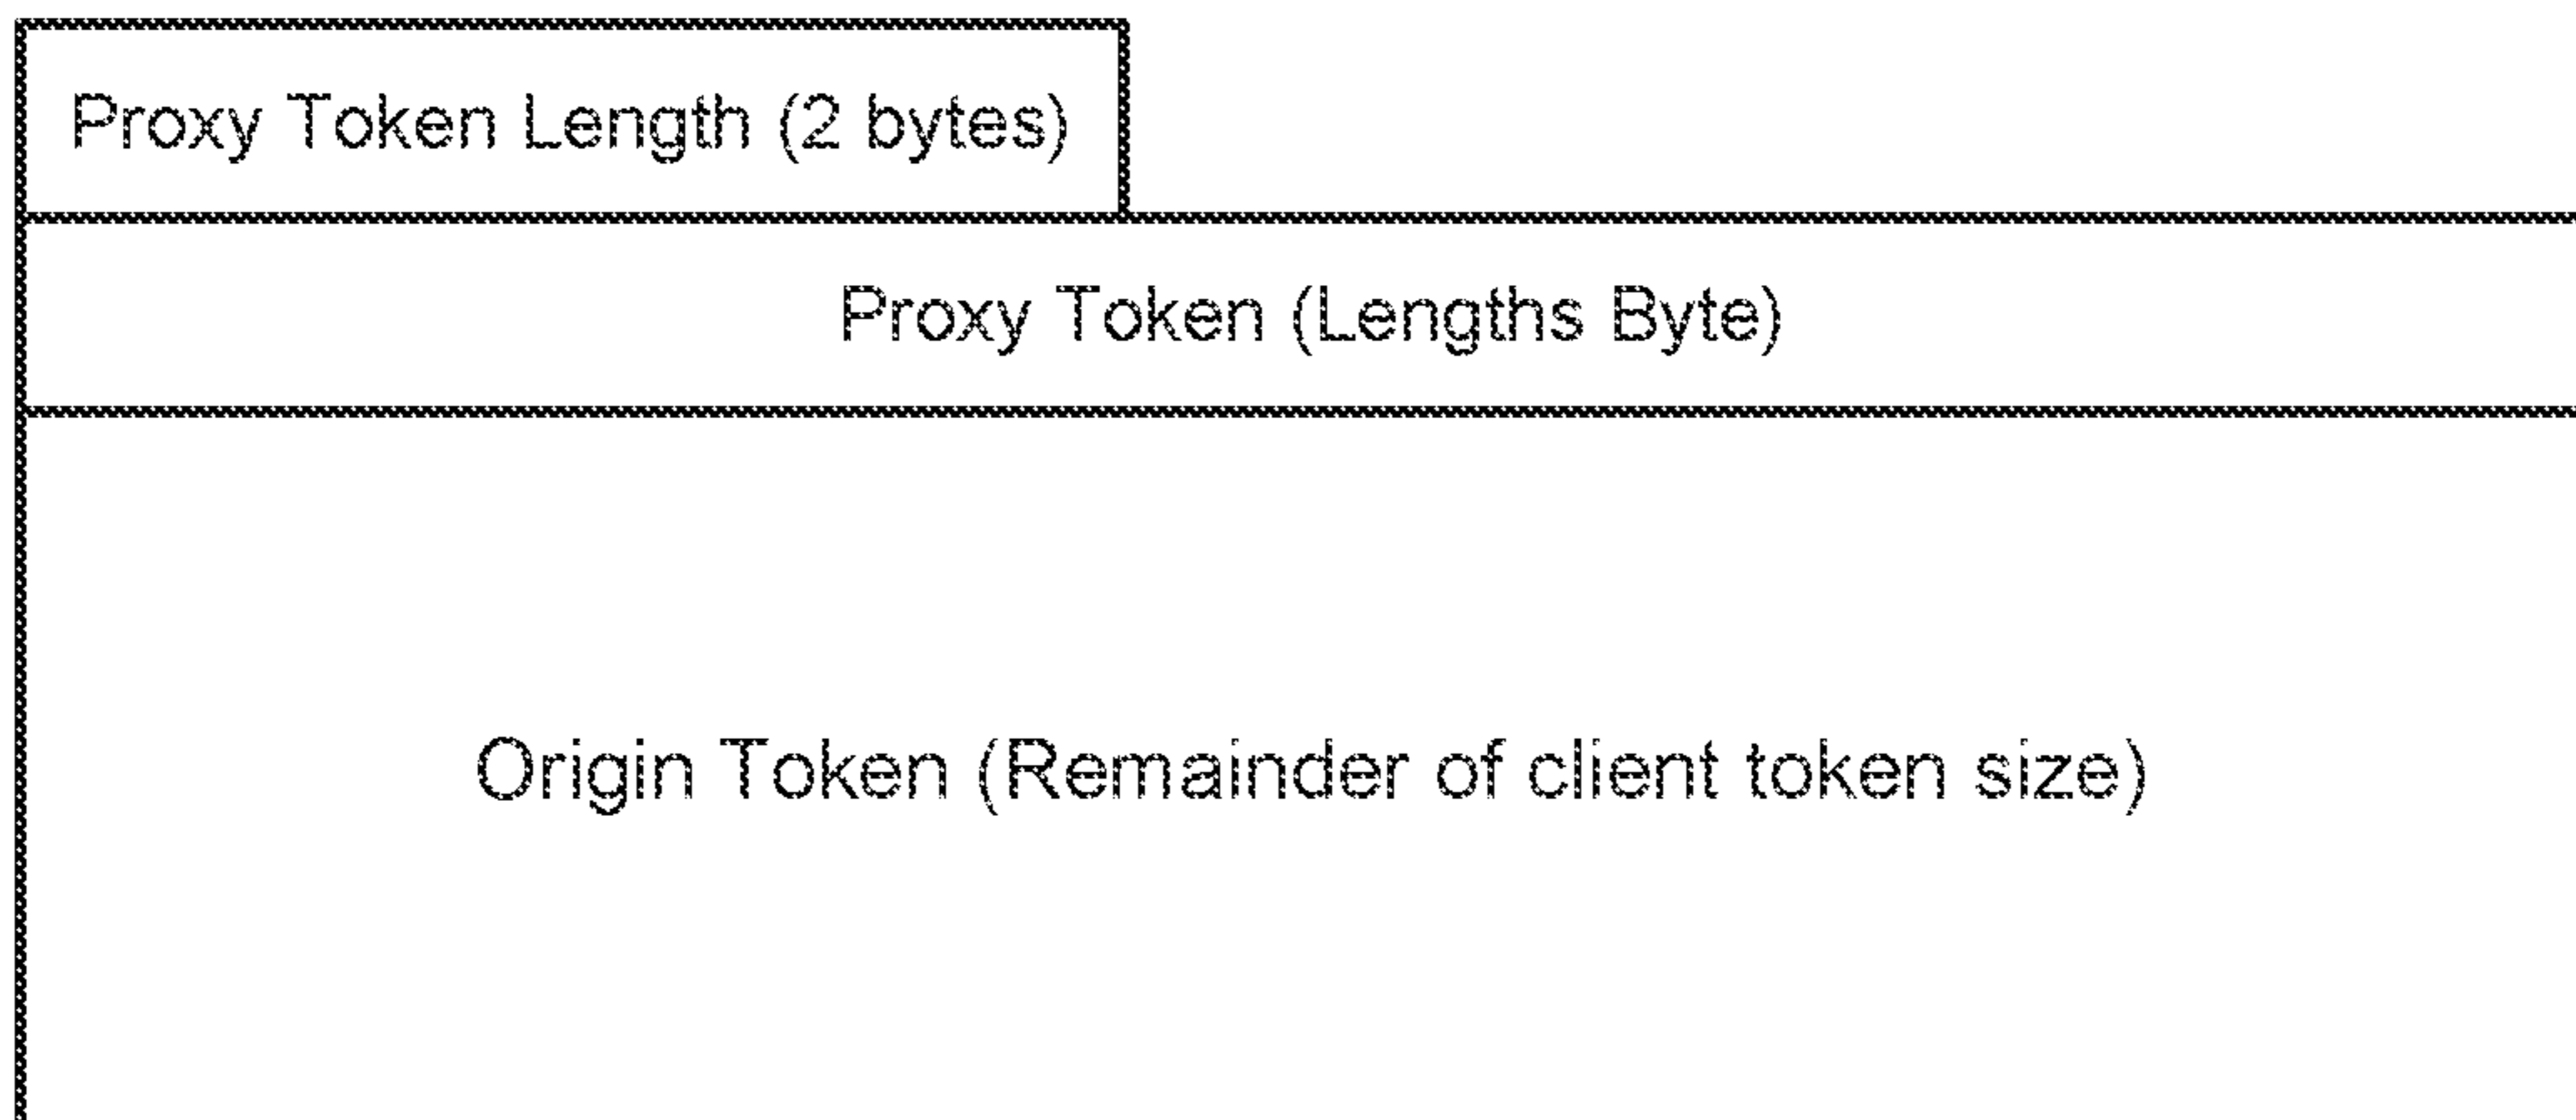 Proxy Token Length (2 bytes)
Proxy Token (Lengths Byte)
Origin Token (Remainder of client token size)